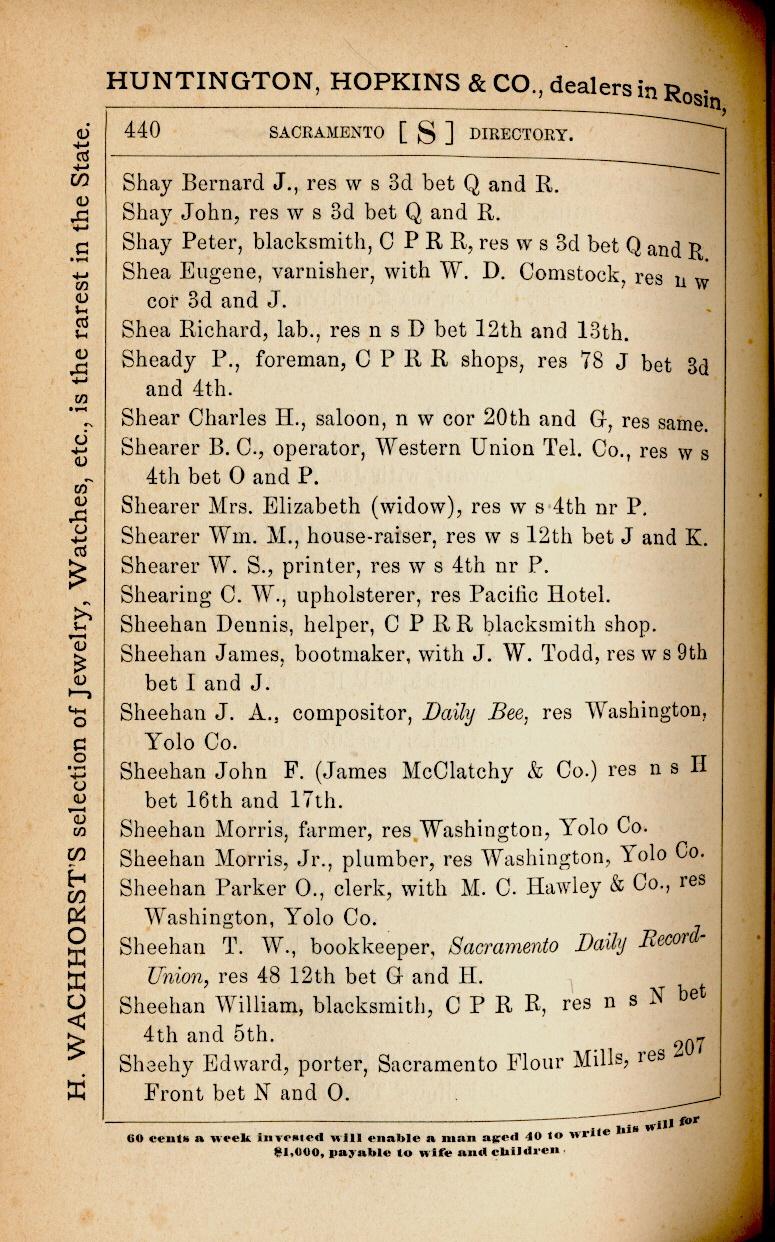 HUNTINGTON, HOPKINS & CO., dealers in Rosin,
440 SACRAMENTO [ S ] DIRECTORY.
Shay Bernard J., res w s 3d bet Q and R.
Shay John, res w s 3d bet Q and R.
Shay Peter, blacksmith, C P R R, res w s 3d bet Q and R.
Shea Eugene, varnisher, with W. D. Comstock, res n w
cor 3d and J.
Shea Richard, lab., res n s D bet 12th and 13th.
Sheady P., foreman, C P R R shops, res 78 J bet 3d
and 4th.
Shear Charles H., saloon, n w cor 20th and G, res same.
Shearer B. C., operator, Western Union Tel. Co., res w s
4th bet O and P.
Shearer Mrs. Elizabeth (widow), res w s 4th nr P.
Shearer Wm. M., house-raiser, res w s 12th bet J and K.
Shearer W. S., printer, res w s 4th nr P.
Shearing C. W., upholsterer, res Pacific Hotel.
Sheehan Dennis, helper, C P R R blacksmith shop.
Sheehan James, bootmaker, with J. W. Todd, res w s 9th
bet I and J.
Sheehan J. A., compositor, Daily Bee, res Washington,
Yolo Co.
Sheehan John F. (James McClatchy & Co.) res n s H
bet 16th and 17th.
Sheehan Morris, farmer, res Washington, Yolo Co.
Sheehan Morris, Jr., plumber, res Washington, Yolo Co.
Sheehan Parker O., clerk, with M. C. Hawley & Co., res
Washington, Yolo Co.
Sheehan T. W., bookkeeper, Sacramento Daily Record-
Union, res 48 12th bet G and H.
Sheehan William, blacksmith, C P R R, res n s N bet
4th and 5th.
Sheehy Edward, porter, Sacramento Flour Mills, res 207
Front bet N and O.
60 cents a week invested will enable a man aged 40 to write his will for
$1,000, payable to wife and children.
H. WACHHORST'S selection of Jewelry, Watches, etc., is the rarest in the State.